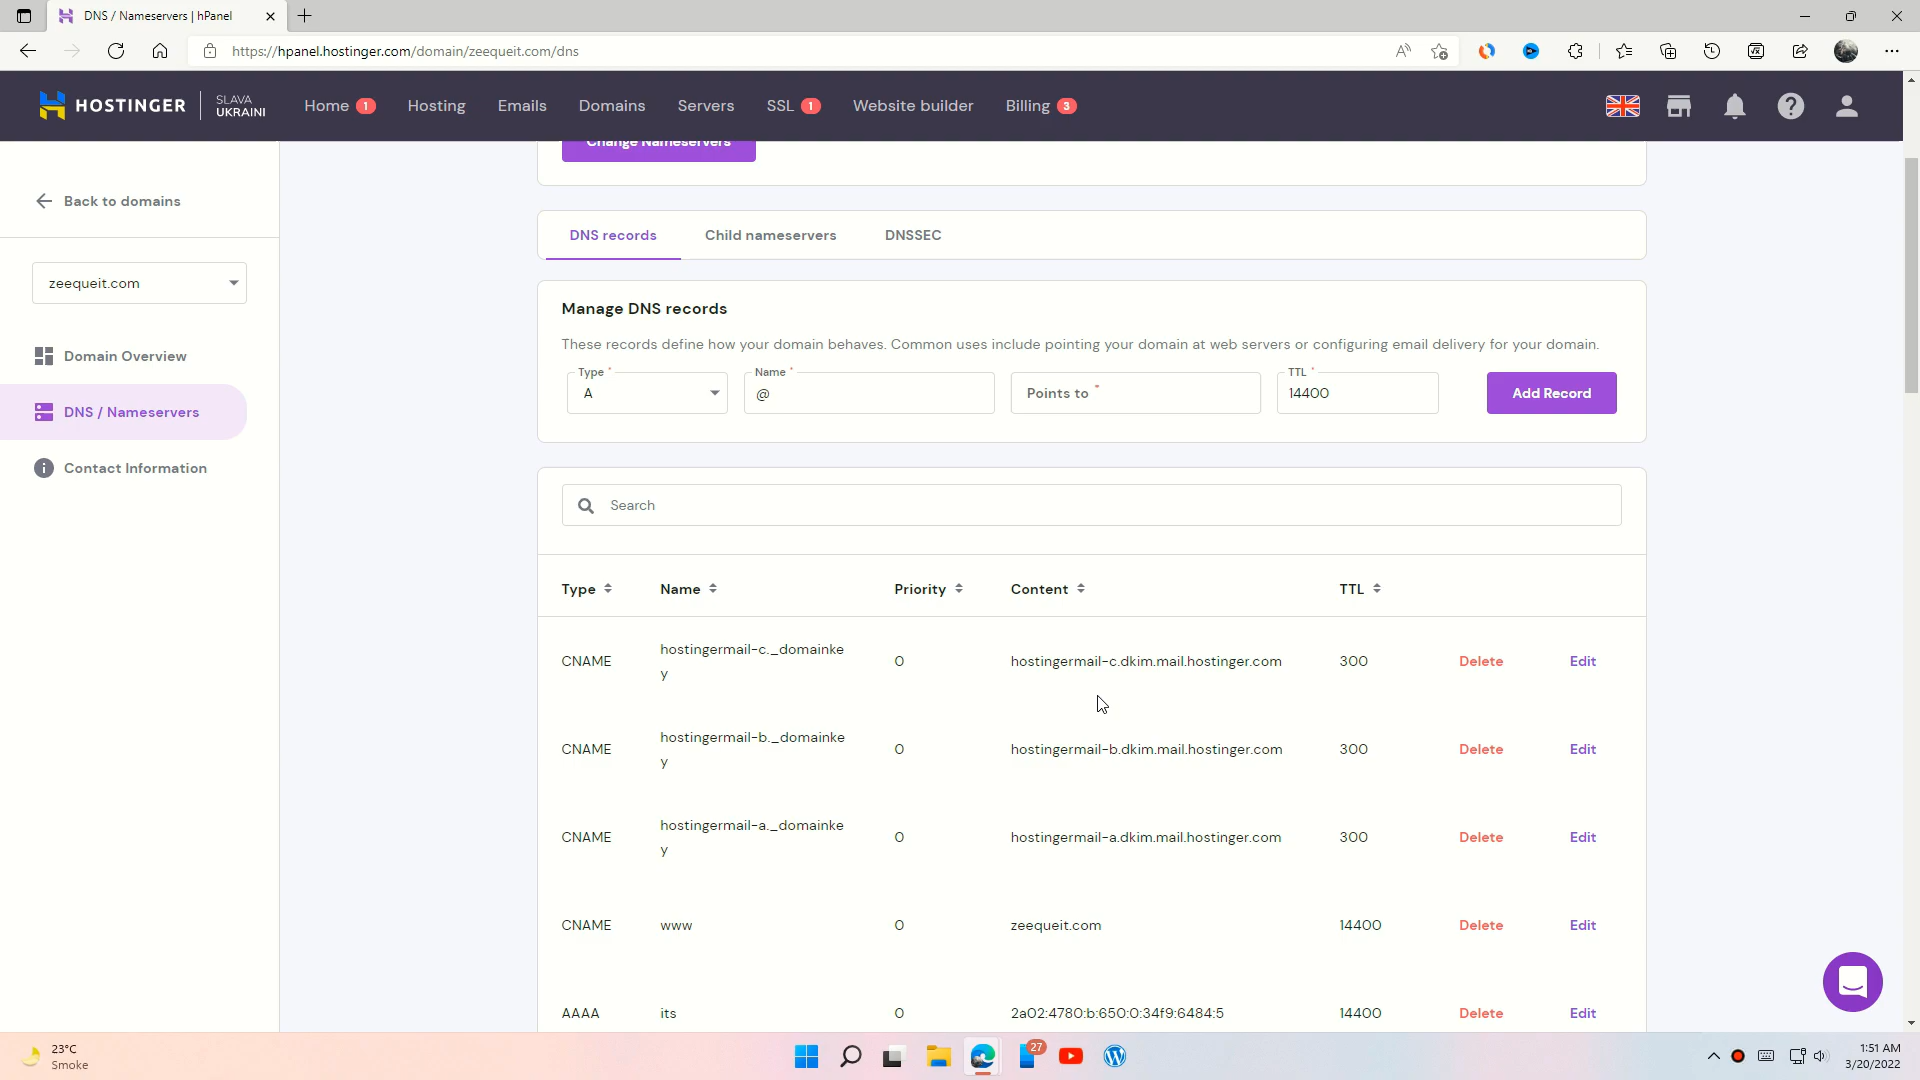 DNS / Nameservers | hPanel
https://hpanel.hostinger.com/domain/zeequeit.com/dns
HOSTINGER
SLAVA
UKRAINI
Home 1
Hosting
Emails
Domains
Servers
SSL 1
Website builder
Billing 3
Change Nameservers
Back to domains
zeequeit.com
Domain Overview
DNS / Nameservers
Contact Information
DNS records
Child nameservers
DNSSEC
Manage DNS records
These records define how your domain behaves. Common uses include pointing your domain at web servers or configuring email delivery for your domain.
Type *
A
Name *
@
Points to *
TTL *
14400
Add Record
Search
Type Name Priority Content TTL
CNAME hostingermail-c._domainke
y 0 hostingermail-c.dkim.mail.hostinger.com 300 Delete Edit
CNAME hostingermail-b._domainke
y 0 hostingermail-b.dkim.mail.hostinger.com 300 Delete Edit
CNAME hostingermail-a._domainke
y 0 hostingermail-a.dkim.mail.hostinger.com 300 Delete Edit
CNAME www 0 zeequeit.com 14400 Delete Edit
AAAA its 0 2a02:4780:b:650:0:34f9:6484:5 14400 Delete Edit
23°C
Smoke
27
1:51 AM
3/20/2022